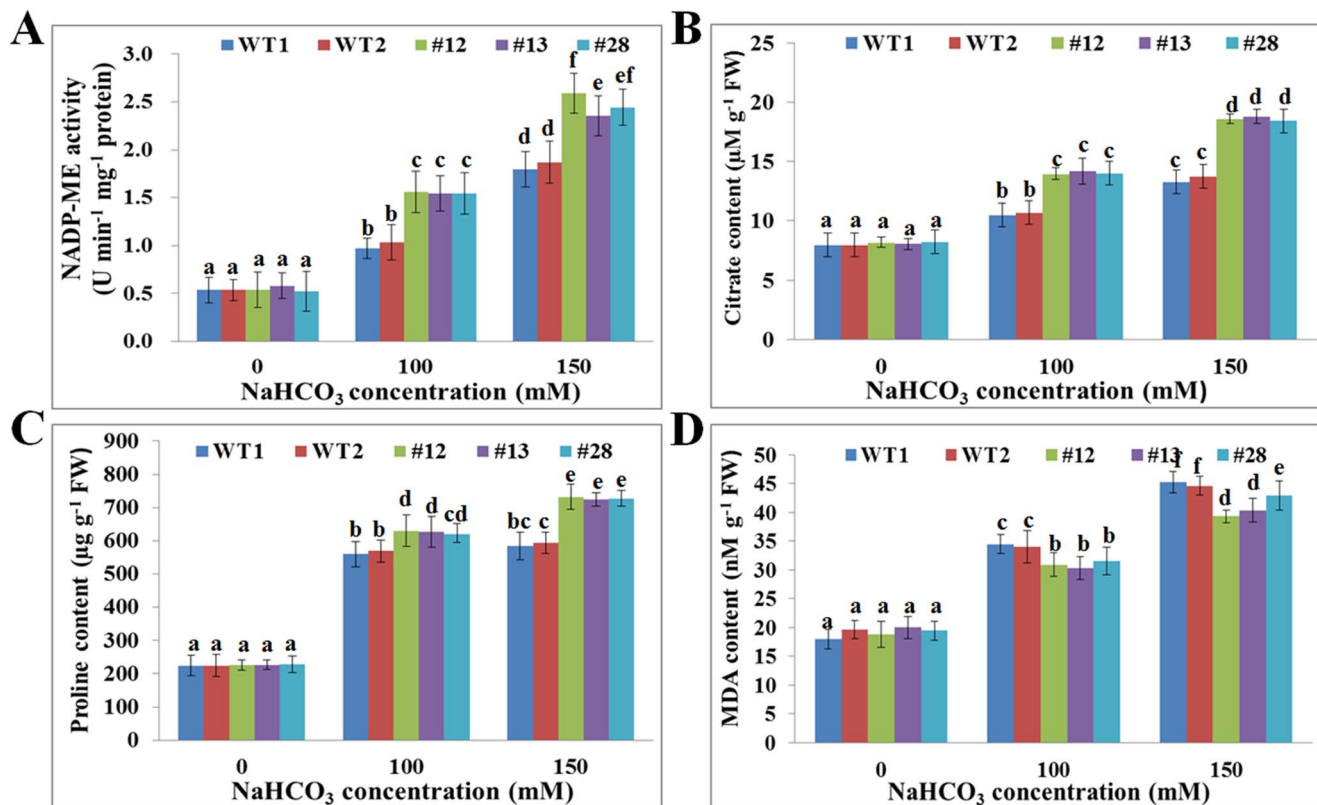 A
WT1 WT2 #12 #13 #28
NADP-ME activity
(U min⁻¹ mg⁻¹ protein)
3.0
2.5
2.0
1.5
1.0
0.5
0.0
a a a a a
b b c c c
d d f e ef
0 100 150
NaHCO₃ concentration (mM)
B
WT1 WT2 #12 #13 #28
Citrate content (µM g⁻¹ FW)
25
20
15
10
5
0
a a a a a
b b c c c
c c d d d
0 100 150
NaHCO₃ concentration (mM)
C
WT1 WT2 #12 #13 #28
Proline content (µg g⁻¹ FW)
900
800
700
600
500
400
300
200
100
0
a a a a a
b b d d cd
bc c e e e
0 100 150
NaHCO₃ concentration (mM)
D
WT1 WT2 #12 #13 #28
MDA content (nM g⁻¹ FW)
50
45
40
35
30
25
20
15
10
5
0
a a a a a
c c b b b
f f d d e
0 100 150
NaHCO₃ concentration (mM)